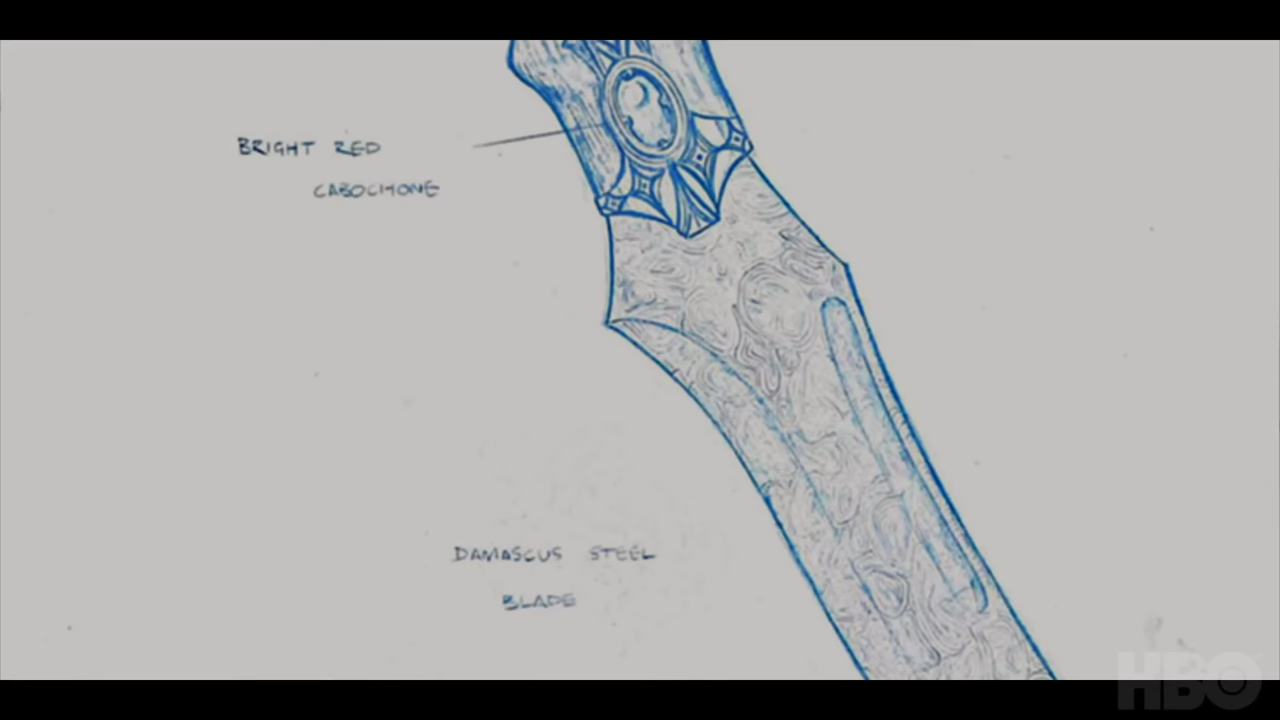 BRIGHT RED
CABOCHONE
DAMASCUS STEEL
BLADE
HBO